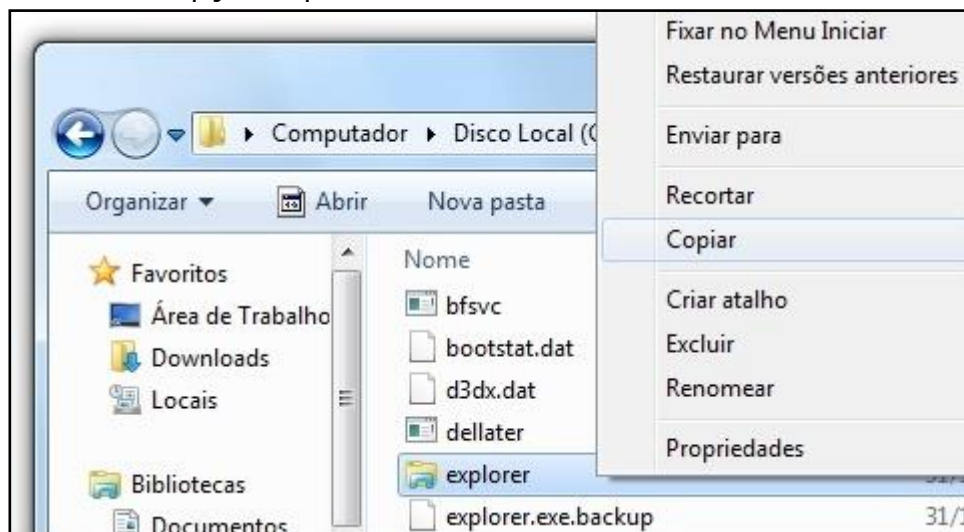 Fixar no Menu Iniciar
Restaurar versões anteriores
Enviar para
Recortar
Copiar
Criar atalho
Excluir
Renomear
Propriedades
Computador Disco Local (
Organizar Abrir Nova pasta
Favoritos
Área de Trabalho
Downloads
Locais
Bibliotecas
Documentos
Nome
bfsvc
bootstat.dat
d3dx.dat
dellater
explorer
explorer.exe.backup 31/